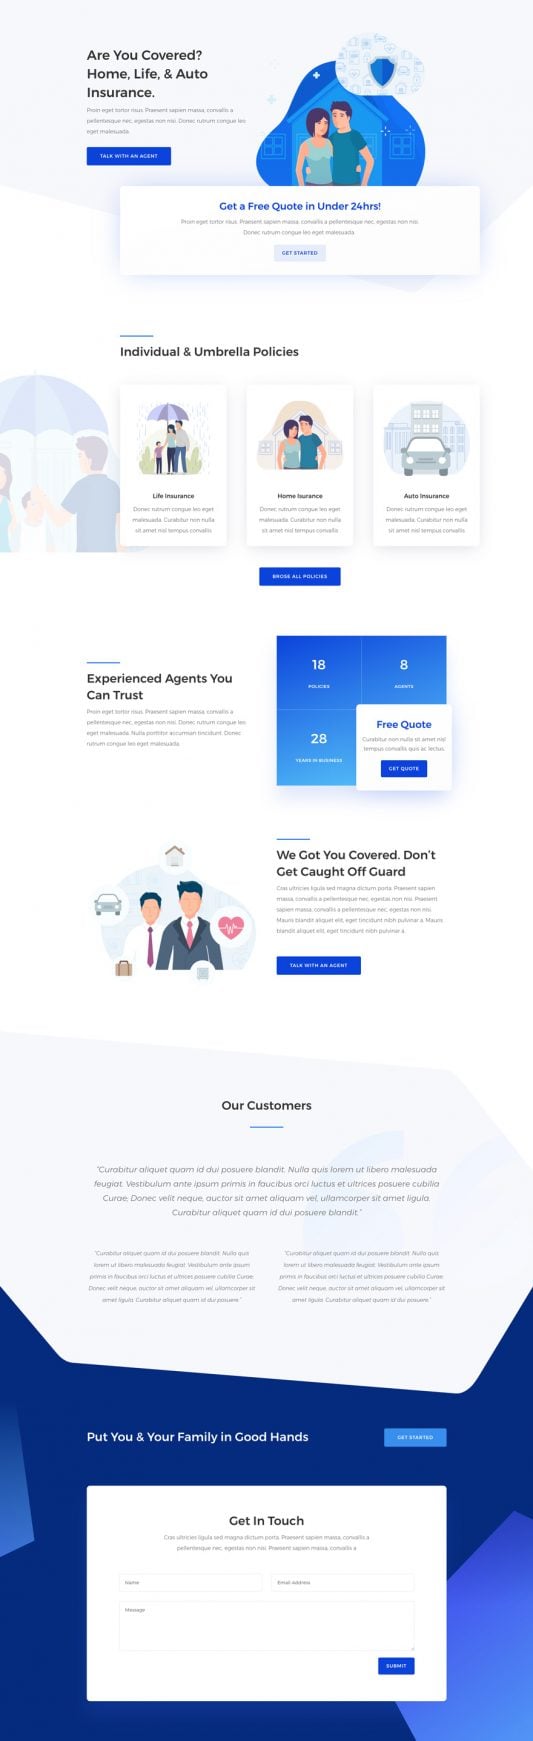 Are You Covered?
Home, Life, & Auto
Insurance.
Proin eget tortor risus. Praesent sapien massa, convallis a
pellentesque nec, egestas non nisi. Donec rutrum congue leo
eget malesuada.
TALK WITH AN AGENT
Get a Free Quote in Under 24hrs!
Proin eget tortor risus. Praesent sapien massa, convallis a pellentesque nec, egestas non nisi.
Donec rutrum congue leo eget malesuada.
GET STARTED
Individual & Umbrella Policies
Life Insurance
Donec rutrum congue leo eget
malesuada. Curabitur non nulla
sit amet nisl tempus convallis
Home Isurance
Donec rutrum congue leo eget
malesuada. Curabitur non nulla
sit amet nisl tempus convallis
Auto Insurance
Donec rutrum congue leo eget
malesuada. Curabitur non nulla
sit amet nisl tempus convallis
BROSE ALL POLICIES
Experienced Agents You
Can Trust
Proin eget tortor risus. Praesent sapien massa, convallis a
pellentesque nec, egestas non nisi. Donec rutrum congue leo eget
malesuada. Nulla porttitor accumsan tincidunt. Donec
rutrum congue leo eget malesuada.
18
POLICIES
8
AGENTS
28
YEARS IN BUSINESS
Free Quote
Curabitur non nulla sit amet nisl
tempus convallis quis ac lectus.
GET QUOTE
We Got You Covered. Don't
Get Caught Off Guard
Cras ultricies ligula sed magna dictum porta. Praesent sapien
massa, convallis a pellentesque nec, egestas non nisi. Praesent
sapien massa, convallis a pellentesque nec, egestas non nisi.
Mauris blandit aliquet elit, eget tincidunt nibh pulvinar a. Mauris
blandit aliquet elit, eget tincidunt nibh pulvinar a.
TALK WITH AN AGENT
Our Customers
"Curabitur aliquet quam id dui posuere blandit. Nulla quis lorem ut libero malesuada
feugiat. Vestibulum ante ipsum primis in faucibus orci luctus et ultrices posuere cubilia
Curae; Donec velit neque, auctor sit amet aliquam vel, ullamcorper sit amet ligula.
Curabitur aliquet quam id dui posuere blandit."
"Curabitur aliquet quam id dui posuere blandit. Nulla quis
lorem ut libero malesuada feugiat. Vestibulum ante ipsum
primis in faucibus orci luctus et ultrices posuere cubilia Curae;
Donec velit neque, auctor sit amet aliquam vel, ullamcorper sit
amet ligula. Curabitur aliquet quam id dui posuere."
"Curabitur aliquet quam id dui posuere blandit. Nulla quis
lorem ut libero malesuada feugiat. Vestibulum ante ipsum
primis in faucibus orci luctus et ultrices posuere cubilia Curae;
Donec velit neque, auctor sit amet aliquam vel, ullamcorper sit
amet ligula. Curabitur aliquet quam id dui posuere."
Put You & Your Family in Good Hands
GET STARTED
Get In Touch
Cras ultricies ligula sed magna dictum porta. Praesent sapien massa, convallis a
pellentesque nec, egestas non nisi. Praesent sapien massa, convallis a
Name
Email Address
Message
SUBMIT